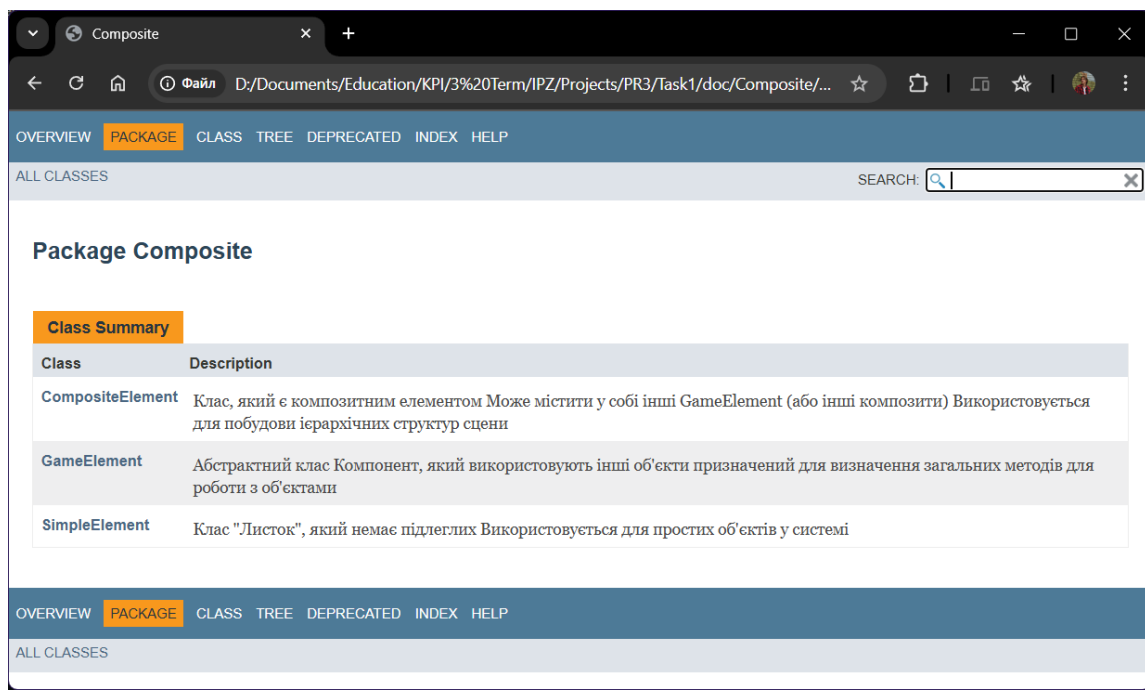 Composite
Файл D:/Documents/Education/KPI/3%20Term/IPZ/Projects/PR3/Task1/doc/Composite/...
OVERVIEW PACKAGE CLASS TREE DEPRECATED INDEX HELP
ALL CLASSES SEARCH:
Package Composite
Class Summary
Class Description
CompositeElement Клас, який є композитним елементом Може містити у собі інші GameElement (або інші композити) Використовується
для побудови ієрархічних структур сцени
GameElement Абстрактний клас Компонент, який використовують інші об'єкти призначений для визначення загальних методів для
роботи з об'єктами
SimpleElement Клас "Листок", який немає підлеглих Використовується для простих об'єктів у системі
OVERVIEW PACKAGE CLASS TREE DEPRECATED INDEX HELP
ALL CLASSES